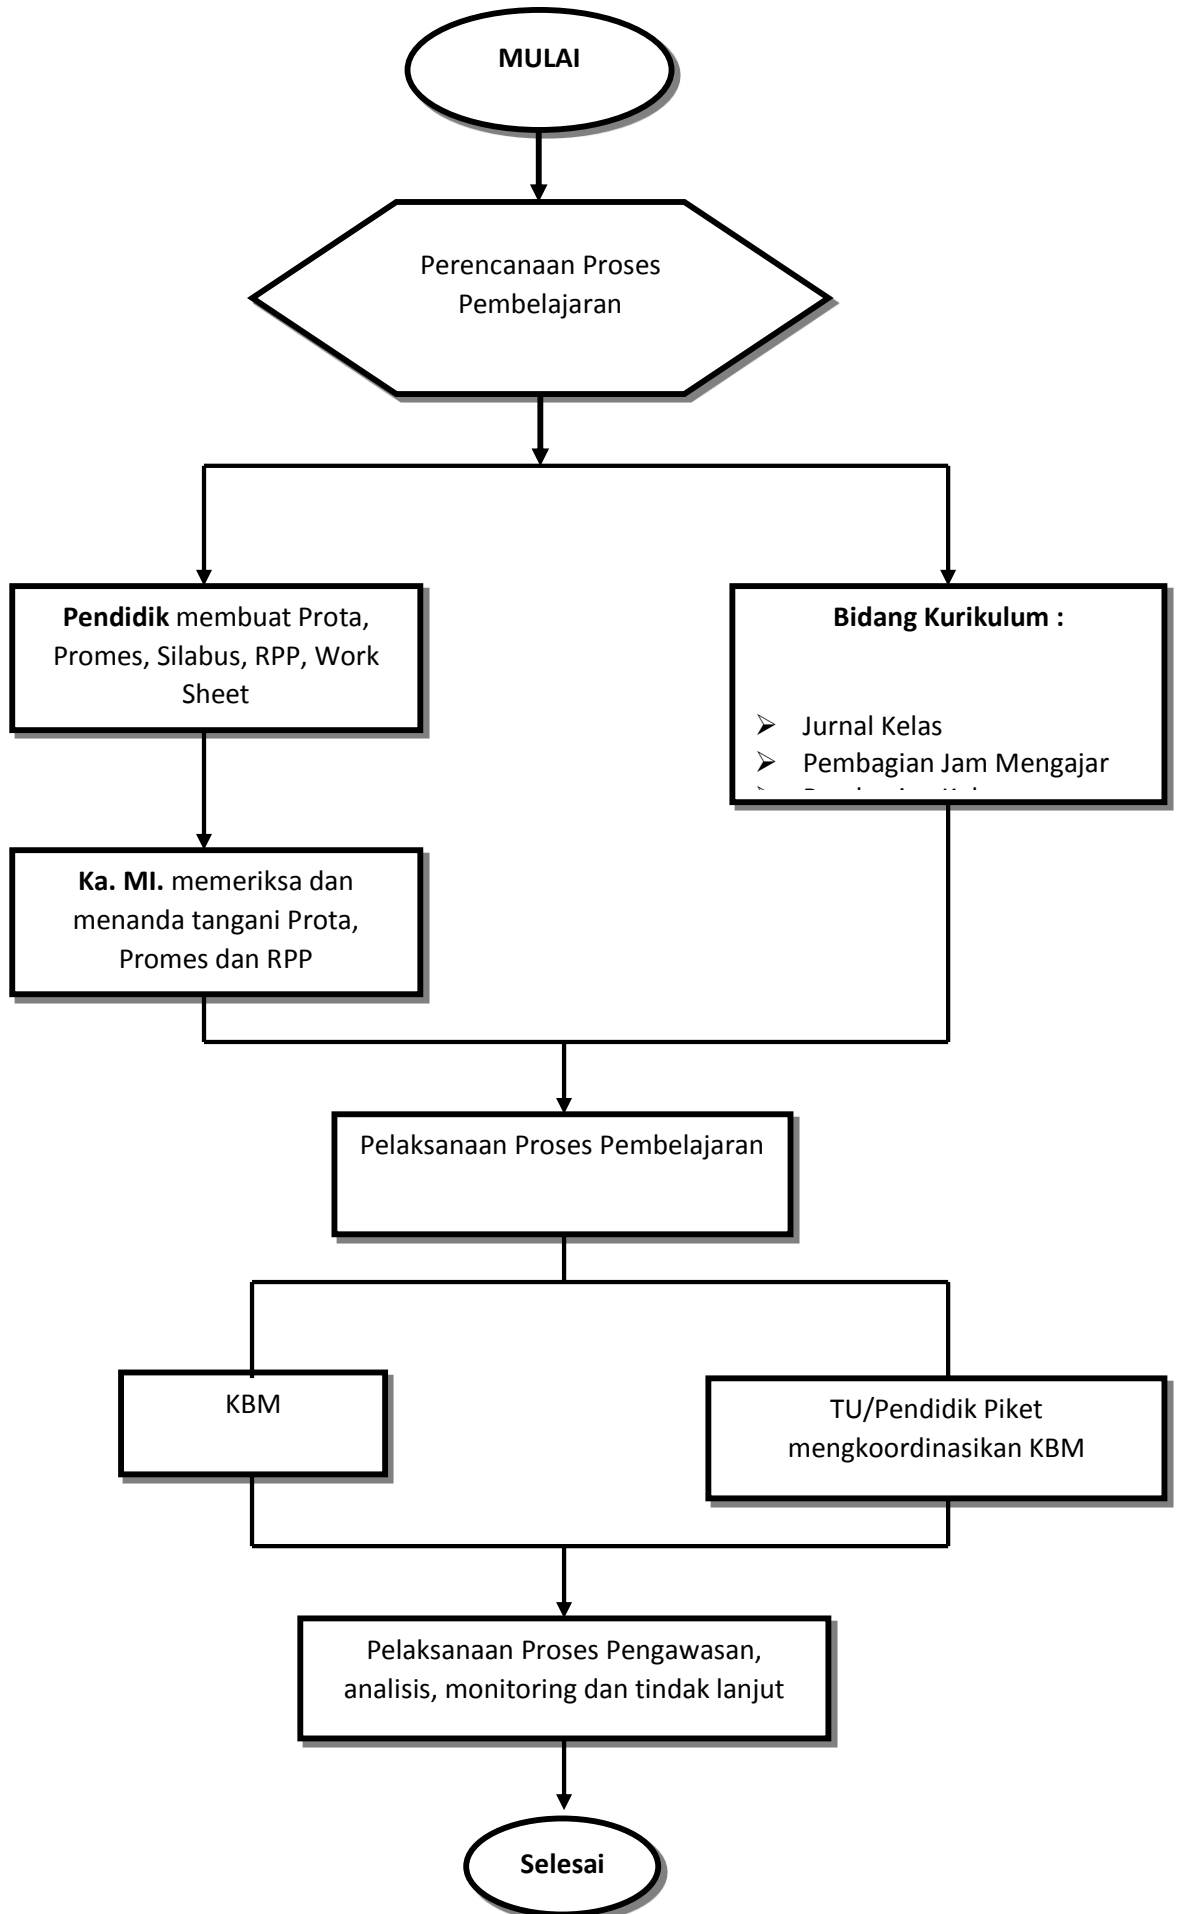 MULAI
Perencanaan Proses
Pembelajaran
Pendidik membuat Prota,
Promes, Silabus, RPP, Work
Sheet
Bidang Kurikulum :
➢ Jurnal Kelas
➢ Pembagian Jam Mengajar
Ka. MI. memeriksa dan
menanda tangani Prota,
Promes dan RPP
Pelaksanaan Proses Pembelajaran
KBM
TU/Pendidik Piket
mengkoordinasikan KBM
Pelaksanaan Proses Pengawasan,
analisis, monitoring dan tindak lanjut
Selesai